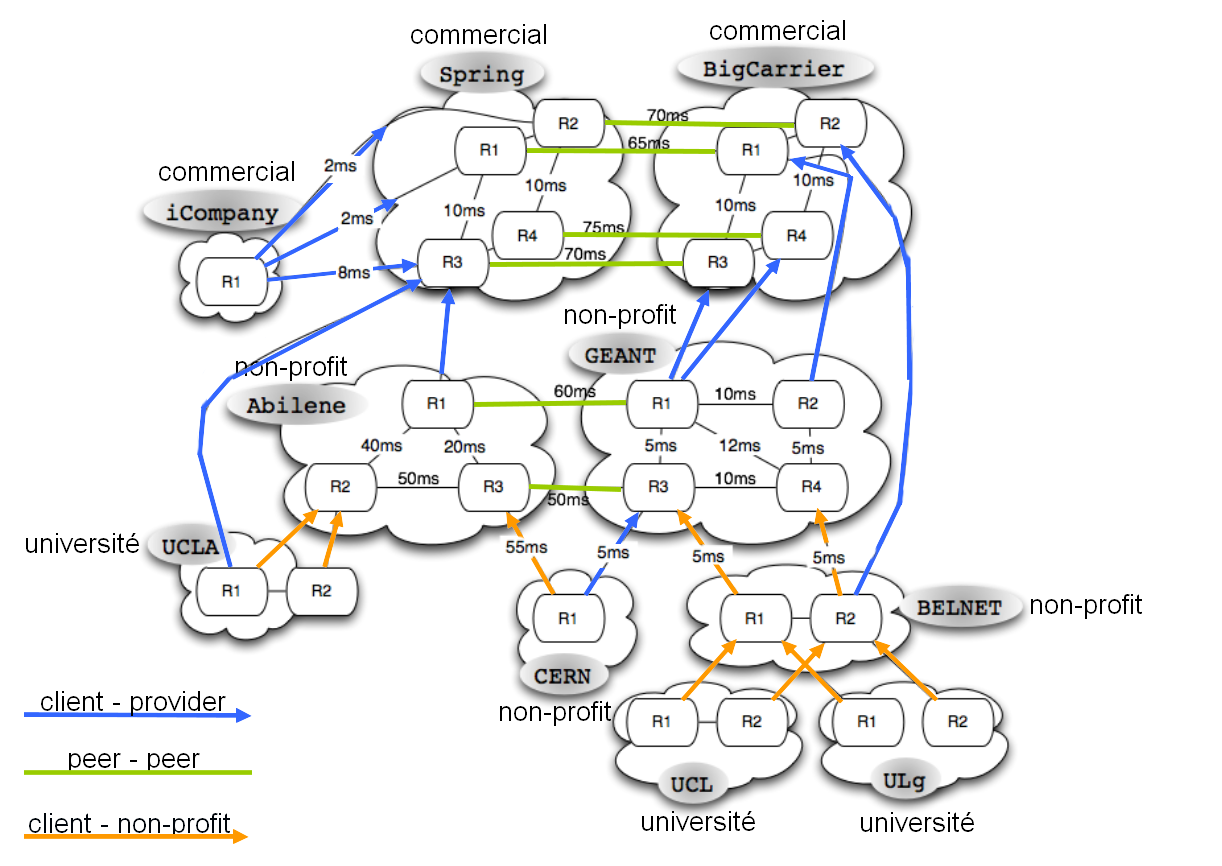 commercial
commercial
Spring
BigCarrier
R2
70ms
R2
R1
65ms
R1
2ms
commercial
10ms
10ms
iCompany
2ms
10ms
10ms
R4
75ms
R4
R1
8ms
R3
70ms
R3
non-profit
GEANT
non-profit
Abilene
R1
60ms
R1
10ms
R2
40ms
20ms
5ms
12ms
5ms
R2
50ms
R3
50ms
R3
10ms
R4
université
UCLA
55ms
5ms
5ms
5ms
R1
R2
R1
R1
R2
BELNET
non-profit
CERN
non-profit
R1
R2
R1
R2
UCL
ULg
université
université
client - provider
peer - peer
client - non-profit